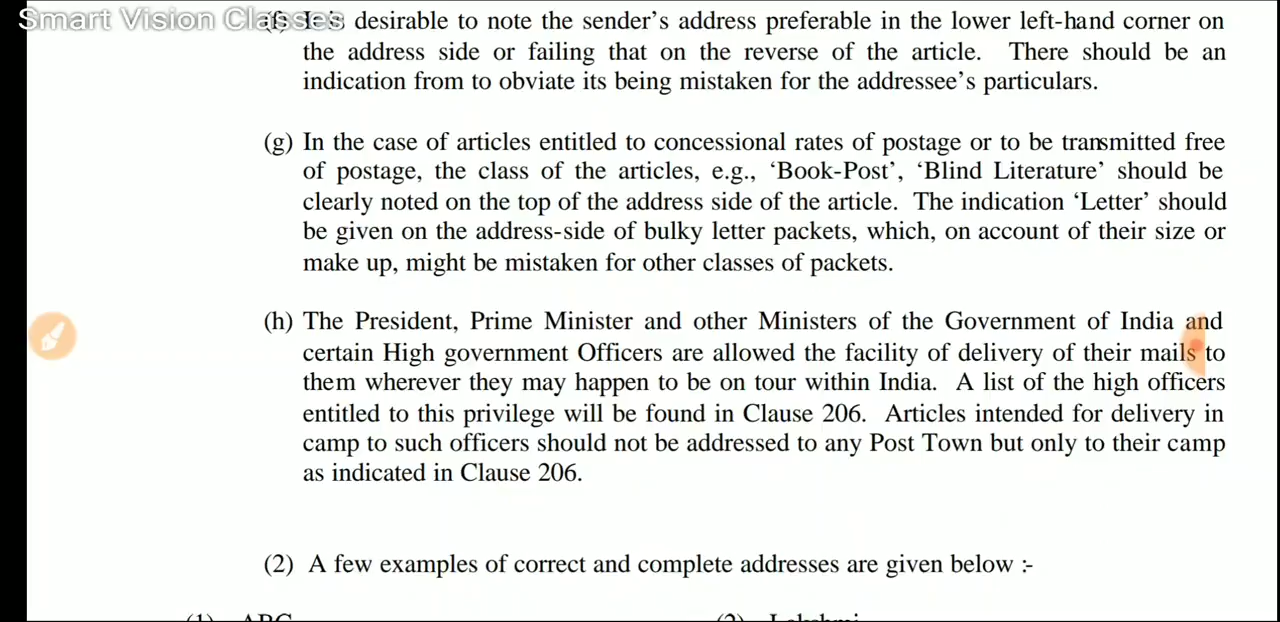 Smart Vision Classes
(f) It is desirable to note the sender’s address preferable in the lower left-hand corner on
the address side or failing that on the reverse of the article. There should be an
indication from to obviate its being mistaken for the addressee’s particulars.
(g) In the case of articles entitled to concessional rates of postage or to be transmitted free
of postage, the class of the articles, e.g., ‘Book-Post’, ‘Blind Literature’ should be
clearly noted on the top of the address side of the article. The indication ‘Letter’ should
be given on the address-side of bulky letter packets, which, on account of their size or
make up, might be mistaken for other classes of packets.
(h) The President, Prime Minister and other Ministers of the Government of India and
certain High government Officers are allowed the facility of delivery of their mails to
them wherever they may happen to be on tour within India. A list of the high officers
entitled to this privilege will be found in Clause 206. Articles intended for delivery in
camp to such officers should not be addressed to any Post Town but only to their camp
as indicated in Clause 206.
(2) A few examples of correct and complete addresses are given below :-
(1) ABC (2) Lakshmi